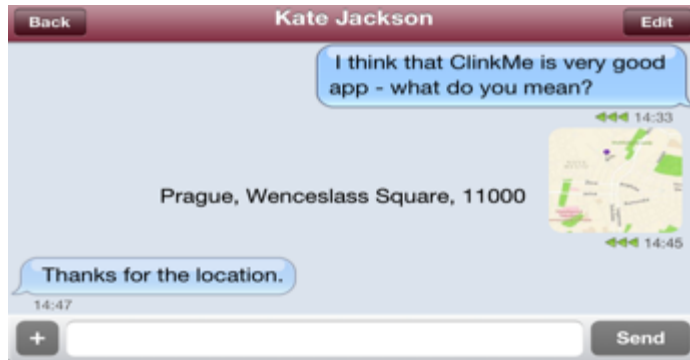 Back
Kate Jackson
Edit
I think that ClinkMe is very good
app - what do you mean?
14:33
Prague, Wenceslass Square, 11000
14:45
Thanks for the location.
14:47
+
Send